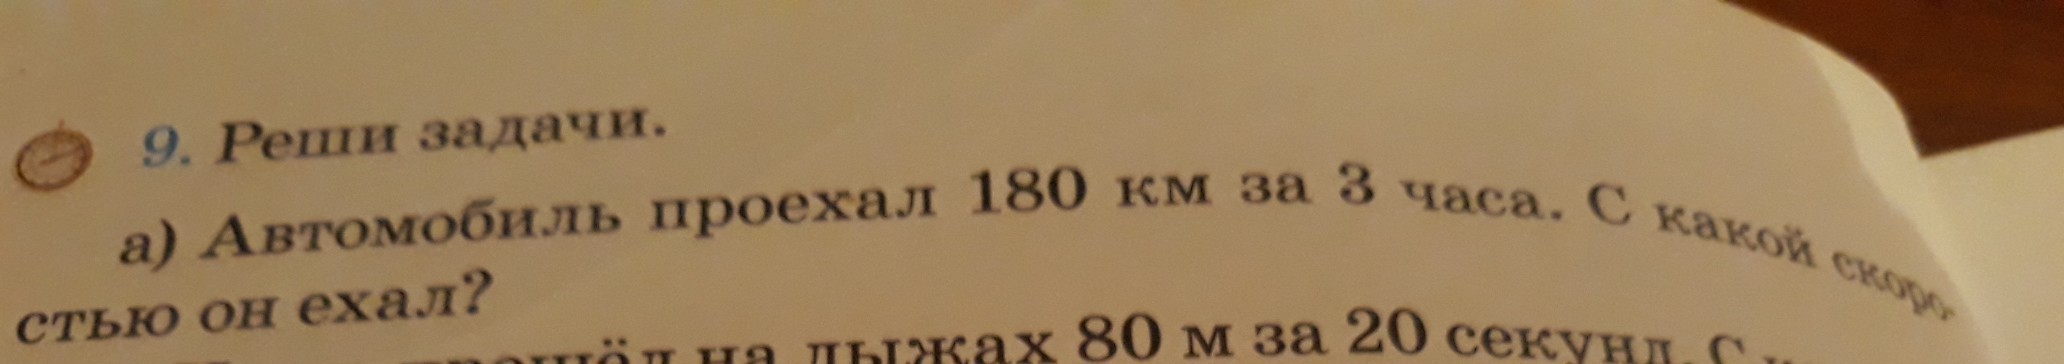 9. Реши задачи.
а) Автомобиль проехал 180 км за 3 часа. С какой скоро-
стью он ехал?
на лыжах 80 м за 20 секунд. С